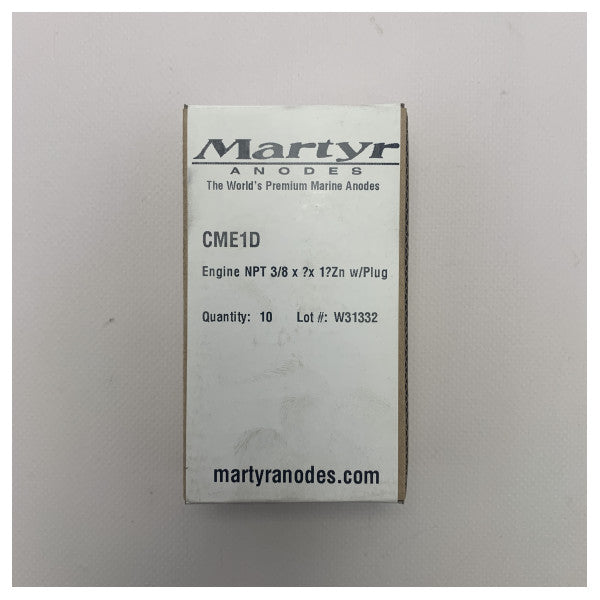 Martyr
ANODES
The World's Premium Marine Anodes
CME1D
Engine NPT 3/8 x ?x 1?Zn w/Plug
Quantity: 10 Lot #: W31332
martyranodes.com